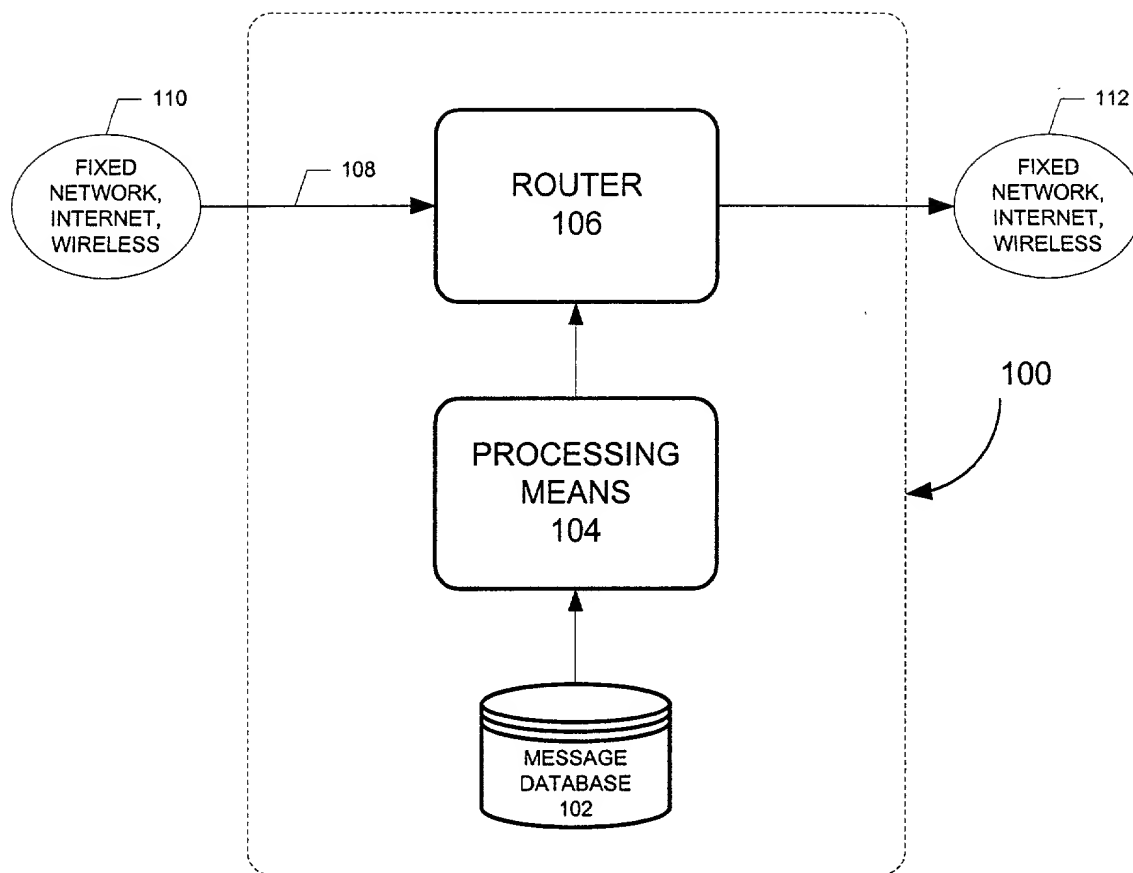 110
FIXED
NETWORK,
INTERNET,
WIRELESS
108
ROUTER
106
112
FIXED
NETWORK,
INTERNET,
WIRELESS
100
PROCESSING
MEANS
104
MESSAGE
DATABASE
102